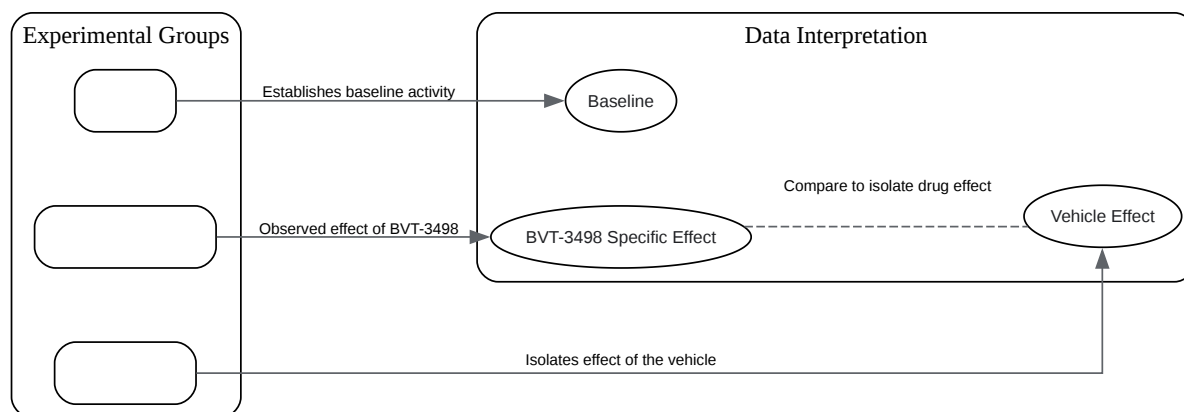 Experimental Groups
Data Interpretation
Establishes baseline activity
Baseline
Compare to isolate drug effect
Vehicle Effect
Observed effect of BVT-3498
BVT-3498 Specific Effect
Isolates effect of the vehicle